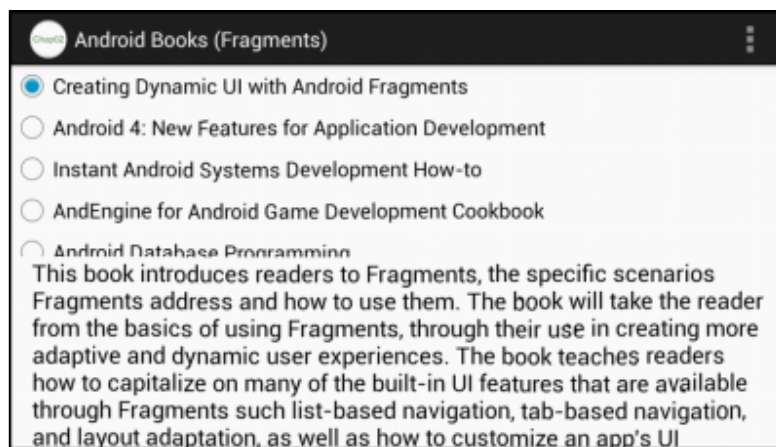 Chap02
Android Books (Fragments)
Creating Dynamic UI with Android Fragments
Android 4: New Features for Application Development
Instant Android Systems Development How-to
AndEngine for Android Game Development Cookbook
Android Database Programming
This book introduces readers to Fragments, the specific scenarios
Fragments address and how to use them. The book will take the reader
from the basics of using Fragments, through their use in creating more
adaptive and dynamic user experiences. The book teaches readers
how to capitalize on many of the built-in UI features that are available
through Fragments such list-based navigation, tab-based navigation,
and layout adaptation, as well as how to customize an app's UI